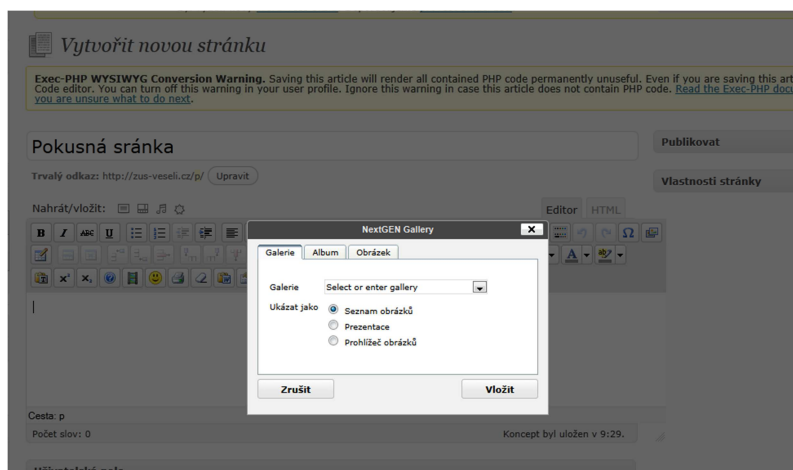 Vytvořit novou stránku
Exec-PHP WYSIWYG Conversion Warning. Saving this article will render all contained PHP code permanently unuseful. Even if you are saving this art
Code editor. You can turn off this warning in your user profile. Ignore this warning in case this article does not contain PHP code. Read the Exec-PHP docu
you are unsure what to do next.
Pokusná sránka
Publikovat
Trvalý odkaz: http://zus-veseli.cz/p/ Upravit
Vlastnosti stránky
Nahrát/vložit:
Editor HTML
NextGEN Gallery
Galerie Album Obrázek
Galerie Select or enter gallery
Ukázat jako Seznam obrázků
Prezentace
Prohlížeč obrázků
Zrušit Vložit
Cesta: p
Počet slov: 0 Koncept byl uložen v 9:29.